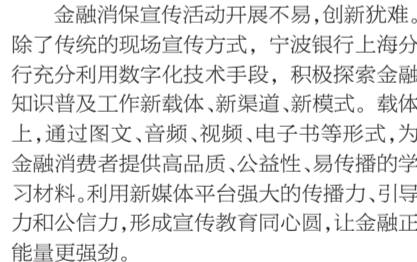 金融消保宣传活动开展不易,创新犹难。
除了传统的现场宣传方式，宁波银行上海分
行充分利用数字化技术手段，积极探索金融
知识普及工作新载体、新渠道、新模式。载体
上,通过图文、音频、视频、电子书等形式,为
金融消费者提供高品质、公益性、易传播的学
习材料。利用新媒体平台强大的传播力、引导
力和公信力,形成宣传教育同心圆,让金融正
能量更强劲。